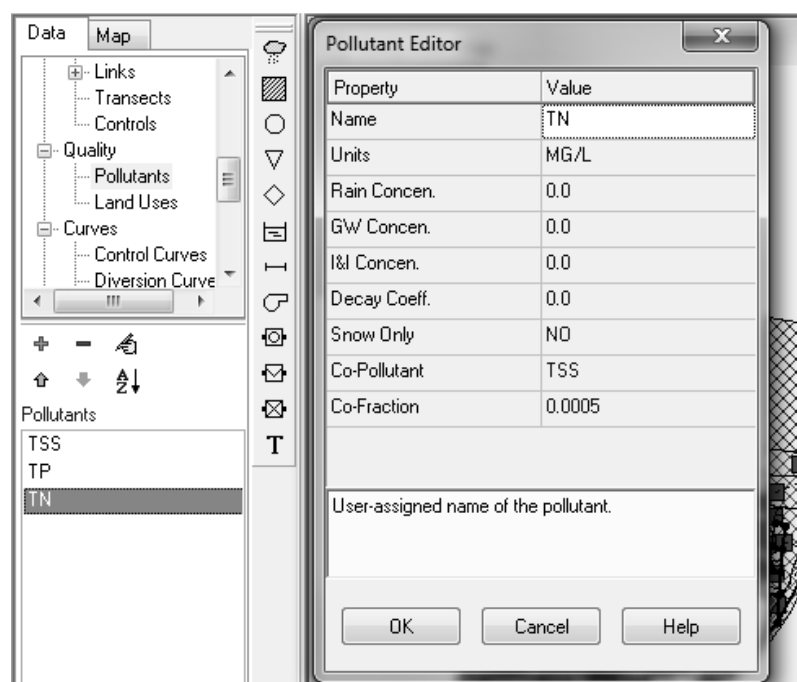 Data Map
Links
Transects
Controls
Quality
Pollutants
Land Uses
Curves
Control Curves
Diversion Curve
A
Z
Pollutants
TSS
TP
TN
T
Pollutant Editor
Property Value
Name TN
Units MG/L
Rain Concen. 0.0
GW Concen. 0.0
I&I Concen. 0.0
Decay Coeff. 0.0
Snow Only NO
Co-Pollutant TSS
Co-Fraction 0.0005
User-assigned name of the pollutant.
OK Cancel Help